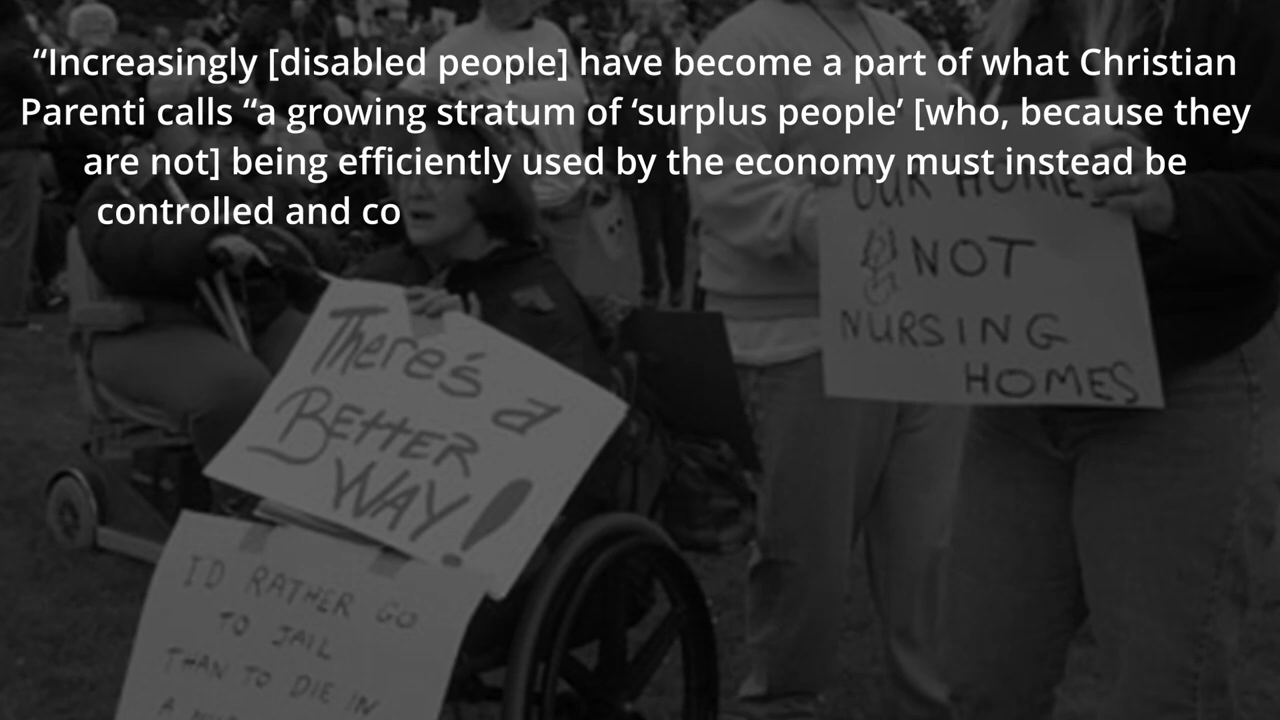 “Increasingly [disabled people] have become a part of what Christian
Parenti calls “a growing stratum of ‘surplus people’ [who, because they
are not] being efficiently used by the economy must instead be
controlled and co
OUR HOMES
NOT
NURSING
HOMES
There's a
BETTER
WAY!
I'D RATHER GO
TO JAIL
THAN TO DIE IN
A